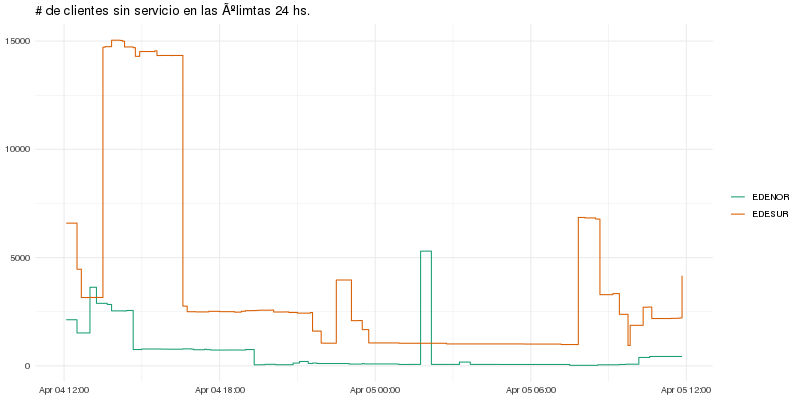 # de clientes sin servicio en las Ãºlimtas 24 hs.
15000
10000
5000
0
Apr 04 12:00
Apr 04 18:00
Apr 05 00:00
Apr 05 06:00
Apr 05 12:00
EDENOR
EDESUR